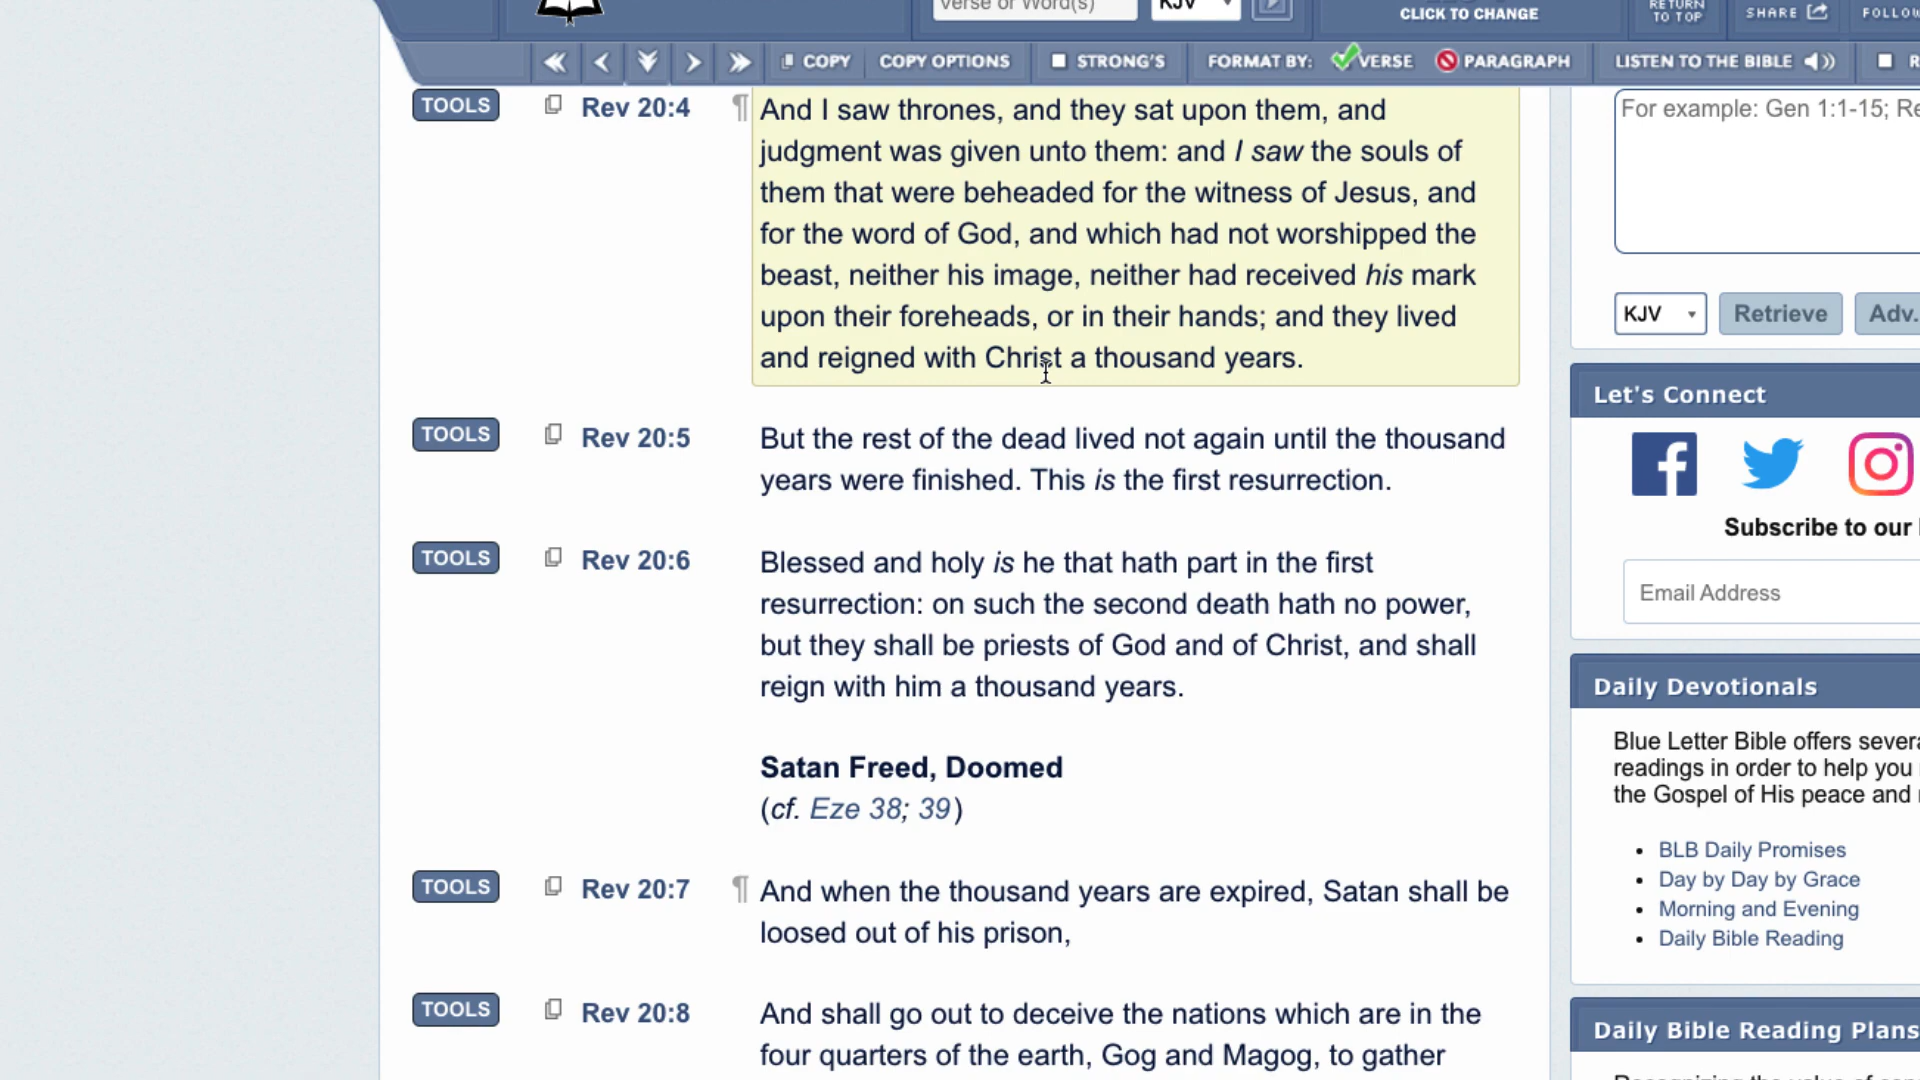 Verse or Word(s)
KJV
CLICK TO CHANGE
RETURN
TO TOP
SHARE
COPY
COPY OPTIONS
STRONG'S
FORMAT BY:
VERSE
PARAGRAPH
LISTEN TO THE BIBLE
TOOLS
Rev 20:4
¶ And I saw thrones, and they sat upon them, and
judgment was given unto them: and I saw the souls of
them that were beheaded for the witness of Jesus, and
for the word of God, and which had not worshipped the
beast, neither his image, neither had received his mark
upon their foreheads, or in their hands; and they lived
and reigned with Christ a thousand years.
TOOLS
Rev 20:5
But the rest of the dead lived not again until the thousand
years were finished. This is the first resurrection.
TOOLS
Rev 20:6
Blessed and holy is he that hath part in the first
resurrection: on such the second death hath no power,
but they shall be priests of God and of Christ, and shall
reign with him a thousand years.
Satan Freed, Doomed
(cf. Eze 38; 39)
TOOLS
Rev 20:7
¶ And when the thousand years are expired, Satan shall be
loosed out of his prison,
TOOLS
Rev 20:8
And shall go out to deceive the nations which are in the
four quarters of the earth, Gog and Magog, to gather
For example: Gen 1:1-15; Re
KJV
Retrieve
Adv.
Let's Connect
Subscribe to our
Email Address
Daily Devotionals
Blue Letter Bible offers severa
readings in order to help you
the Gospel of His peace and
• BLB Daily Promises
• Day by Day by Grace
• Morning and Evening
• Daily Bible Reading
Daily Bible Reading Plans